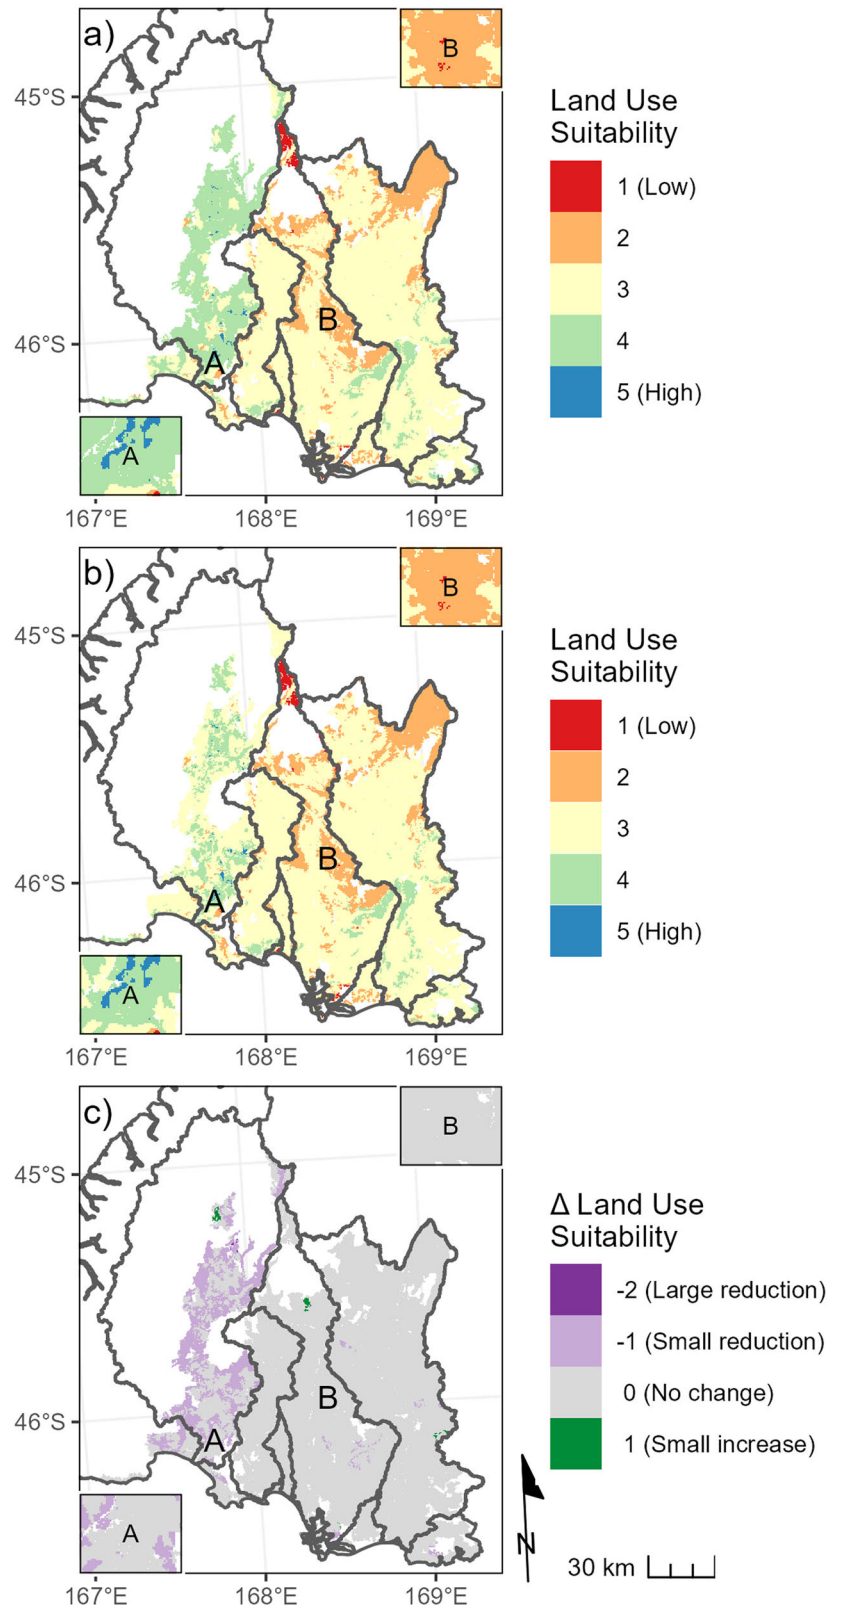 a)
B
45°S
46°S
B
A
A
167°E
168°E
169°E
Land Use
Suitability
1 (Low)
2
3
4
5 (High)
b)
B
45°S
46°S
B
A
A
167°E
168°E
169°E
Land Use
Suitability
1 (Low)
2
3
4
5 (High)
c)
B
45°S
46°S
B
A
A
167°E
168°E
169°E
Δ Land Use
Suitability
-2 (Large reduction)
-1 (Small reduction)
0 (No change)
1 (Small increase)
N
30 km